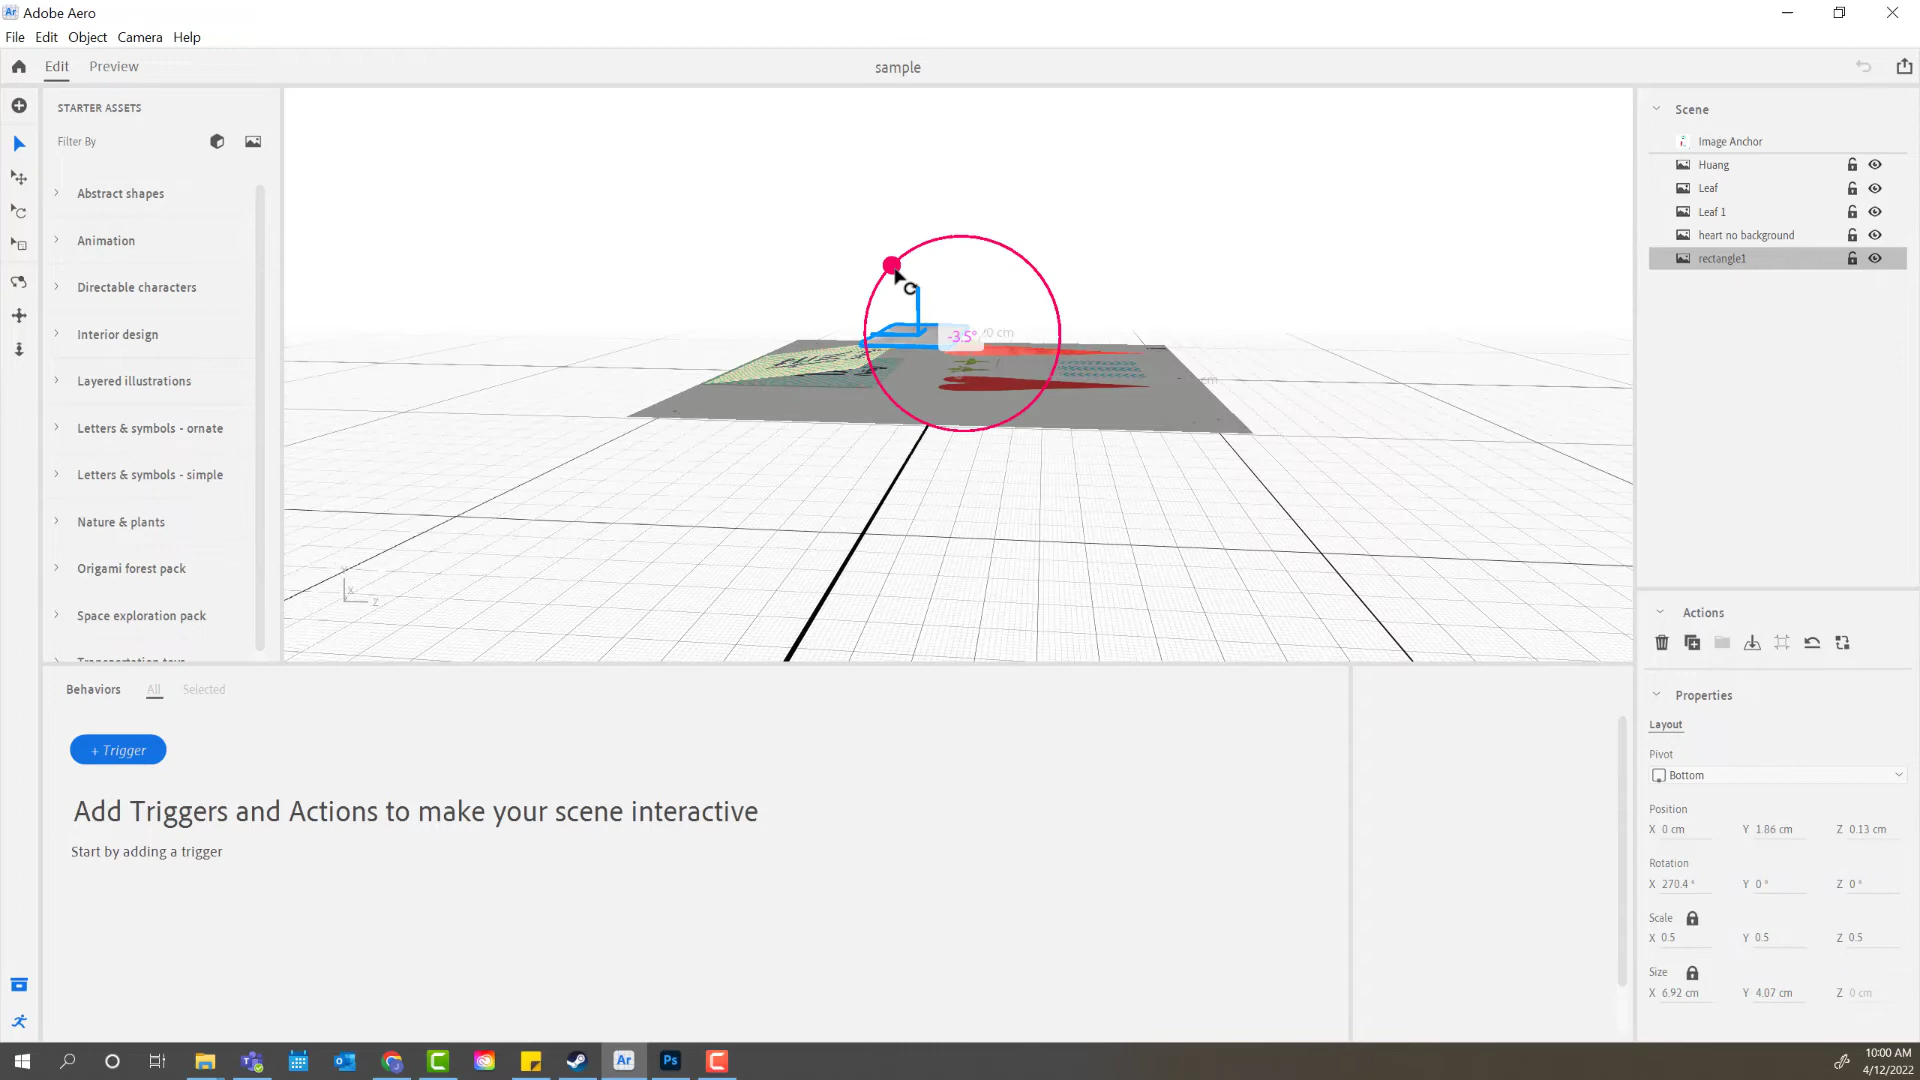 Ar Adobe Aero
File Edit Object Camera Help
Edit Preview sample
STARTER ASSETS
Filter By
Abstract shapes
Animation
Directable characters
Interior design
Layered illustrations
Letters & symbols - ornate
Letters & symbols - simple
Nature & plants
Origami forest pack
Space exploration pack
-3.5°
cm
cm
X
Z
Scene
Image Anchor
Huang
Leaf
Leaf 1
heart no background
rectangle1
Actions
Properties
Layout
Pivot
Bottom
Position
X 0 cm Y 1.86 cm Z 0.13 cm
Rotation
X 270.4 ° Y 0 ° Z 0 °
Scale
X 0.5 Y 0.5 Z 0.5
Size
X 6.92 cm Y 4.07 cm Z 0 cm
Behaviors All Selected
+ Trigger
Add Triggers and Actions to make your scene interactive
Start by adding a trigger
Ar Ps
10:00 AM
4/12/2022